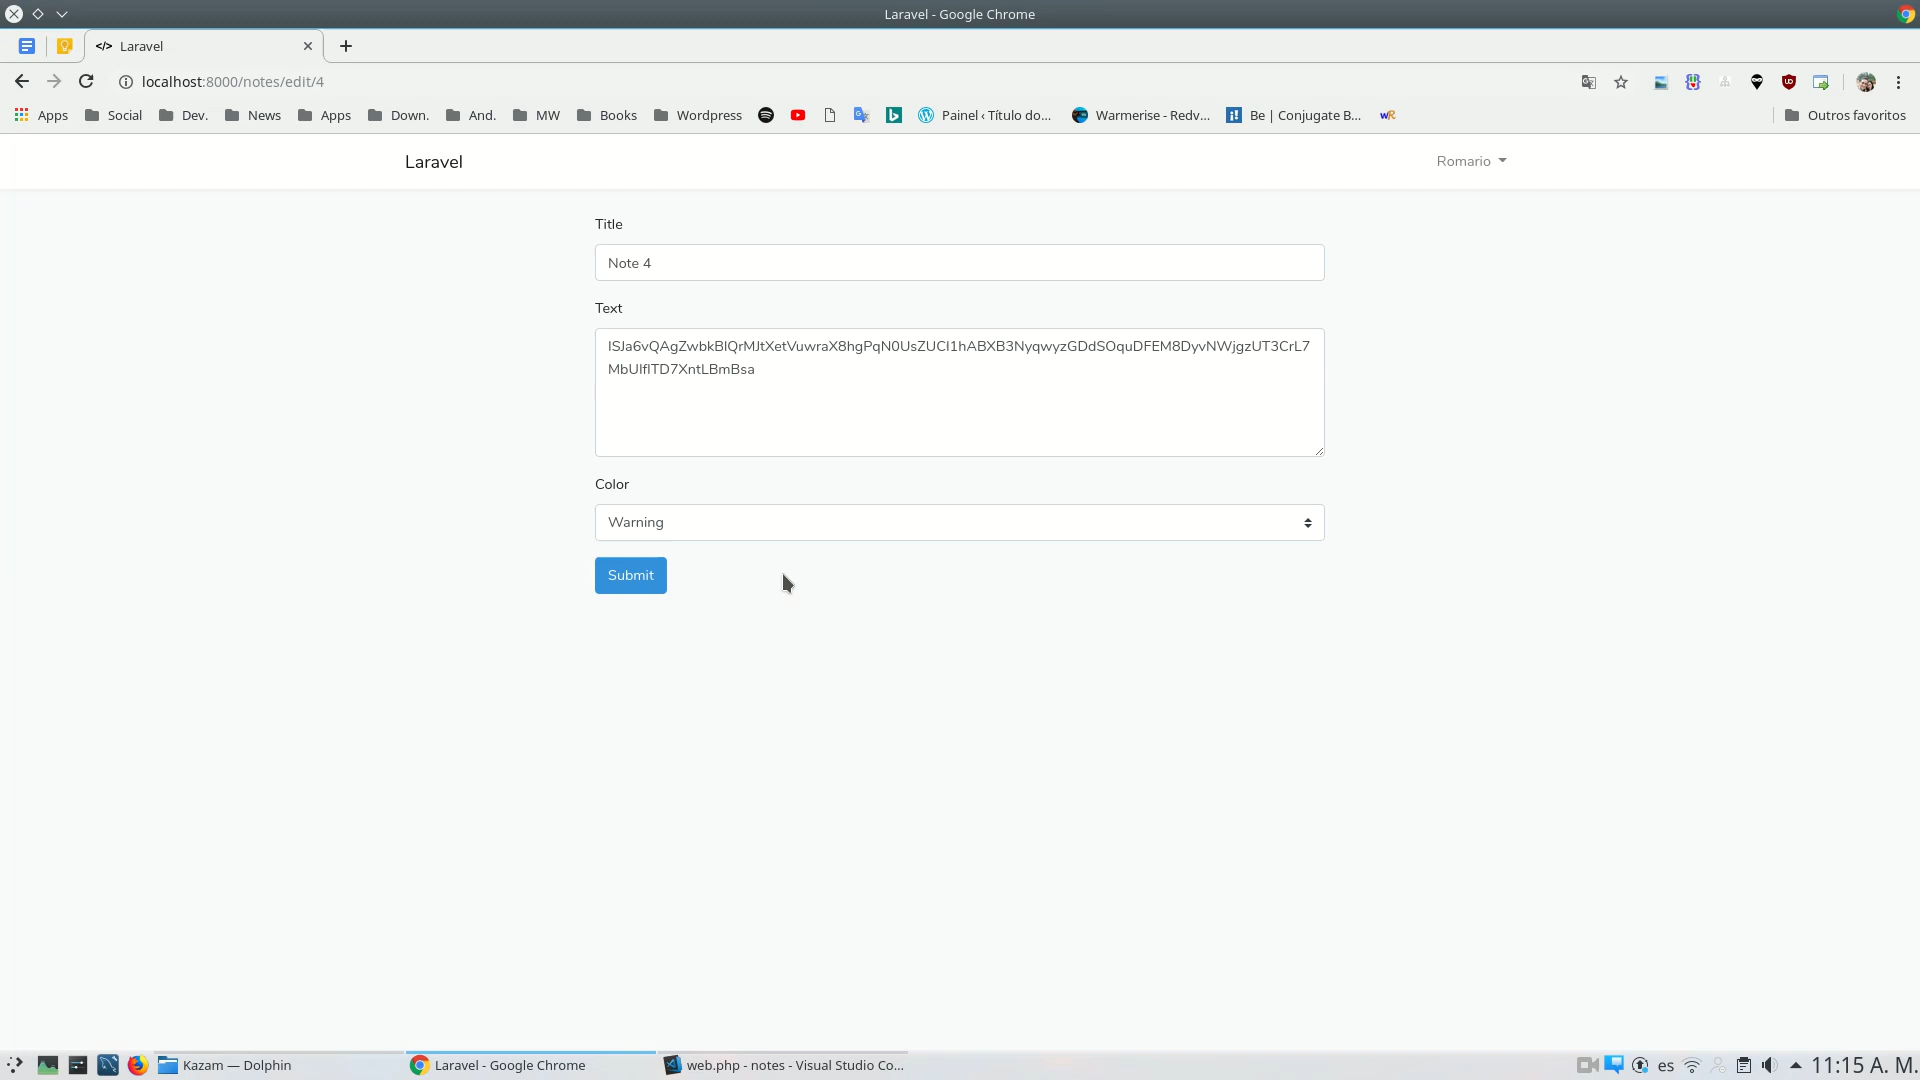 Laravel - Google Chrome
</> Laravel
localhost:8000/notes/edit/4
Apps Social Dev. News Apps Down. And. MW Books Wordpress Painel ‹ Título do... Warmerise - Redv... Be | Conjugate B... Outros favoritos
Laravel Romario
Title
Note 4
Text
ISJa6vQAgZwbkBIQrMJtXetVuwraX8hgPqN0UsZUCI1hABXB3NyqwyzGDdSOquDFEM8DyvNWjgzUT3CrL7
MbUIfITD7XntLBmBsa
Color
Warning
Submit
Kazam — Dolphin Laravel - Google Chrome web.php - notes - Visual Studio Co... es 11:15 A. M.